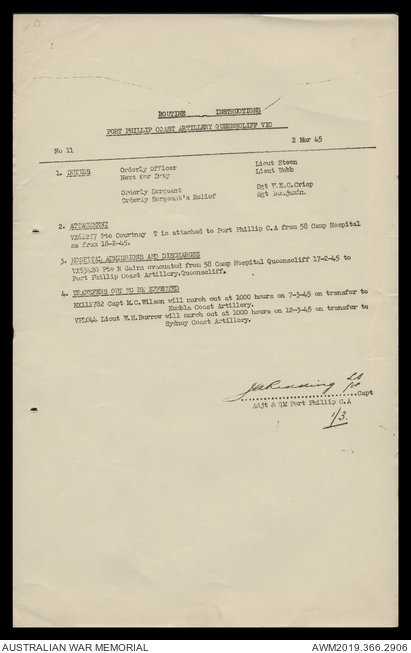 ROUTINE INSTRUCTIONS
PORT PHILLIP COAST ARTILLERY QUEENSCLIFF VIC
No 11
2 Mar 45
1. DUTIES Orderly Officer Lieut Steen
Next For Duty Lieut Webb
Orderly Sergeant Sgt W.E.C.Crisp
Orderly Sergeant's Relief Sgt Benjamin.
2. ATTACHMENT
Pte Courtney T is attached to Port Phillip C.A from 58 Camp Hospital
as from 18-2-45.
3. HOSPITAL ADMISSIONS AND DISCHARGES
Pte N evacuated from 58 Camp Hospital Queenscliff 17-2-45 to
Port Phillip Coast Artillery.Queenscliff.
4. TRANSFERS OUT TO BE EFFECTED
NX112782 Capt M.C.Wilson will march out at 1000 hours on 7-3-45 on transfer to
Kembla Coast Artillery.
Lieut W.H.Burrow will march out at 1000 hours on 12-3-45 on transfer to
Sydney Coast Artillery.
Reading
Capt
Adjt & QM Port Phillip C.A
1/3.
AUSTRALIAN WAR MEMORIAL
AWM2019.366.2906